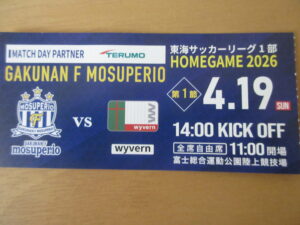 MATCH DAY PARTNER TERUMO
東海サッカーリーグ1部
GAKUNAN F MOSUPERIO
HOMEGAME 2026
第1節
4.19 SUN
MOSUPERIO
VS
wyvern
14:00 KICK OFF
mosuperio
全席自由席 11:00開場
富士総合運動公園陸上競技場